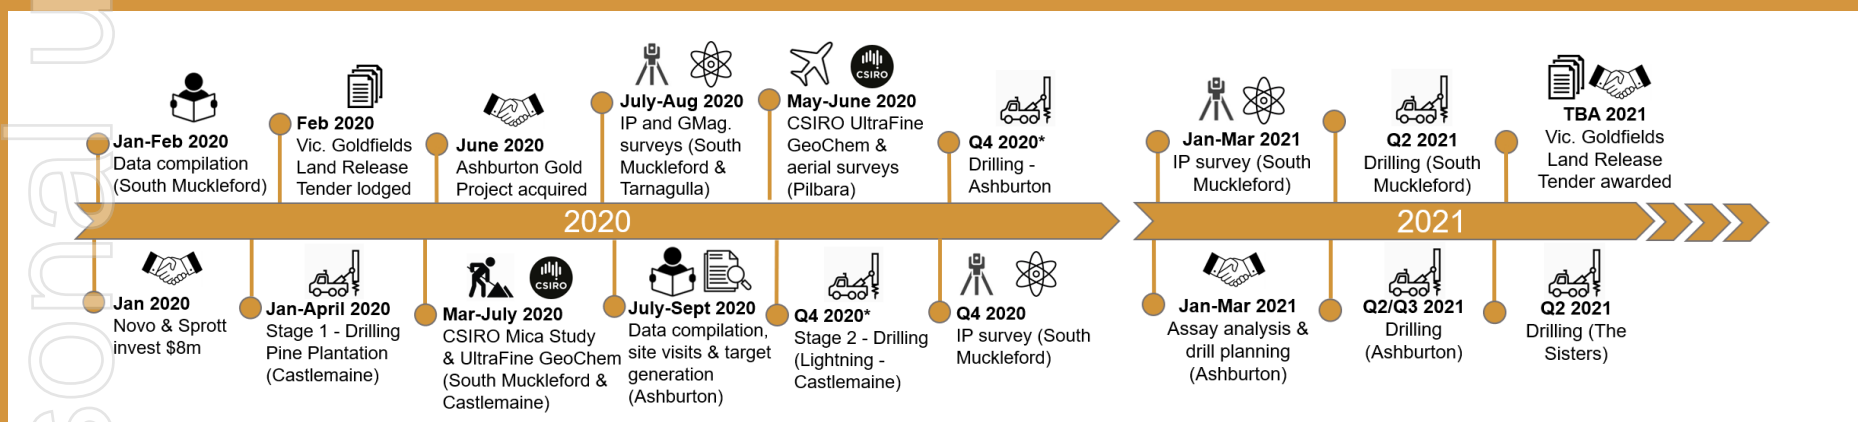 Jan-Feb 2020
Data compilation
(South Muckleford)
Feb 2020
Vic. Goldfields
Land Release
Tender lodged
June 2020
Ashburton Gold
Project acquired
July-Aug 2020
IP and GMag.
surveys (South
Muckleford &
Tarnagulla)
CSIRO
May-June 2020
CSIRO UltraFine
GeoChem &
aerial surveys
(Pilbara)
Q4 2020*
Drilling -
Ashburton
Jan-Mar 2021
IP survey (South
Muckleford)
Q2 2021
Drilling (South
Muckleford)
TBA 2021
Vic. Goldfields
Land Release
Tender awarded
2020
2021
Jan 2020
Novo & Sprott
invest $8m
Jan-April 2020
Stage 1 - Drilling
Pine Plantation
(Castlemaine)
CSIRO
Mar-July 2020
CSIRO Mica Study
& UltraFine GeoChem
(South Muckleford &
Castlemaine)
July-Sept 2020
Data compilation,
site visits & target
generation
(Ashburton)
Q4 2020*
Stage 2 - Drilling
(Lightning -
Castlemaine)
Q4 2020
IP survey (South
Muckleford)
Jan-Mar 2021
Assay analysis &
drill planning
(Ashburton)
Q2/Q3 2021
Drilling
(Ashburton)
Q2 2021
Drilling (The
Sisters)
sonal u